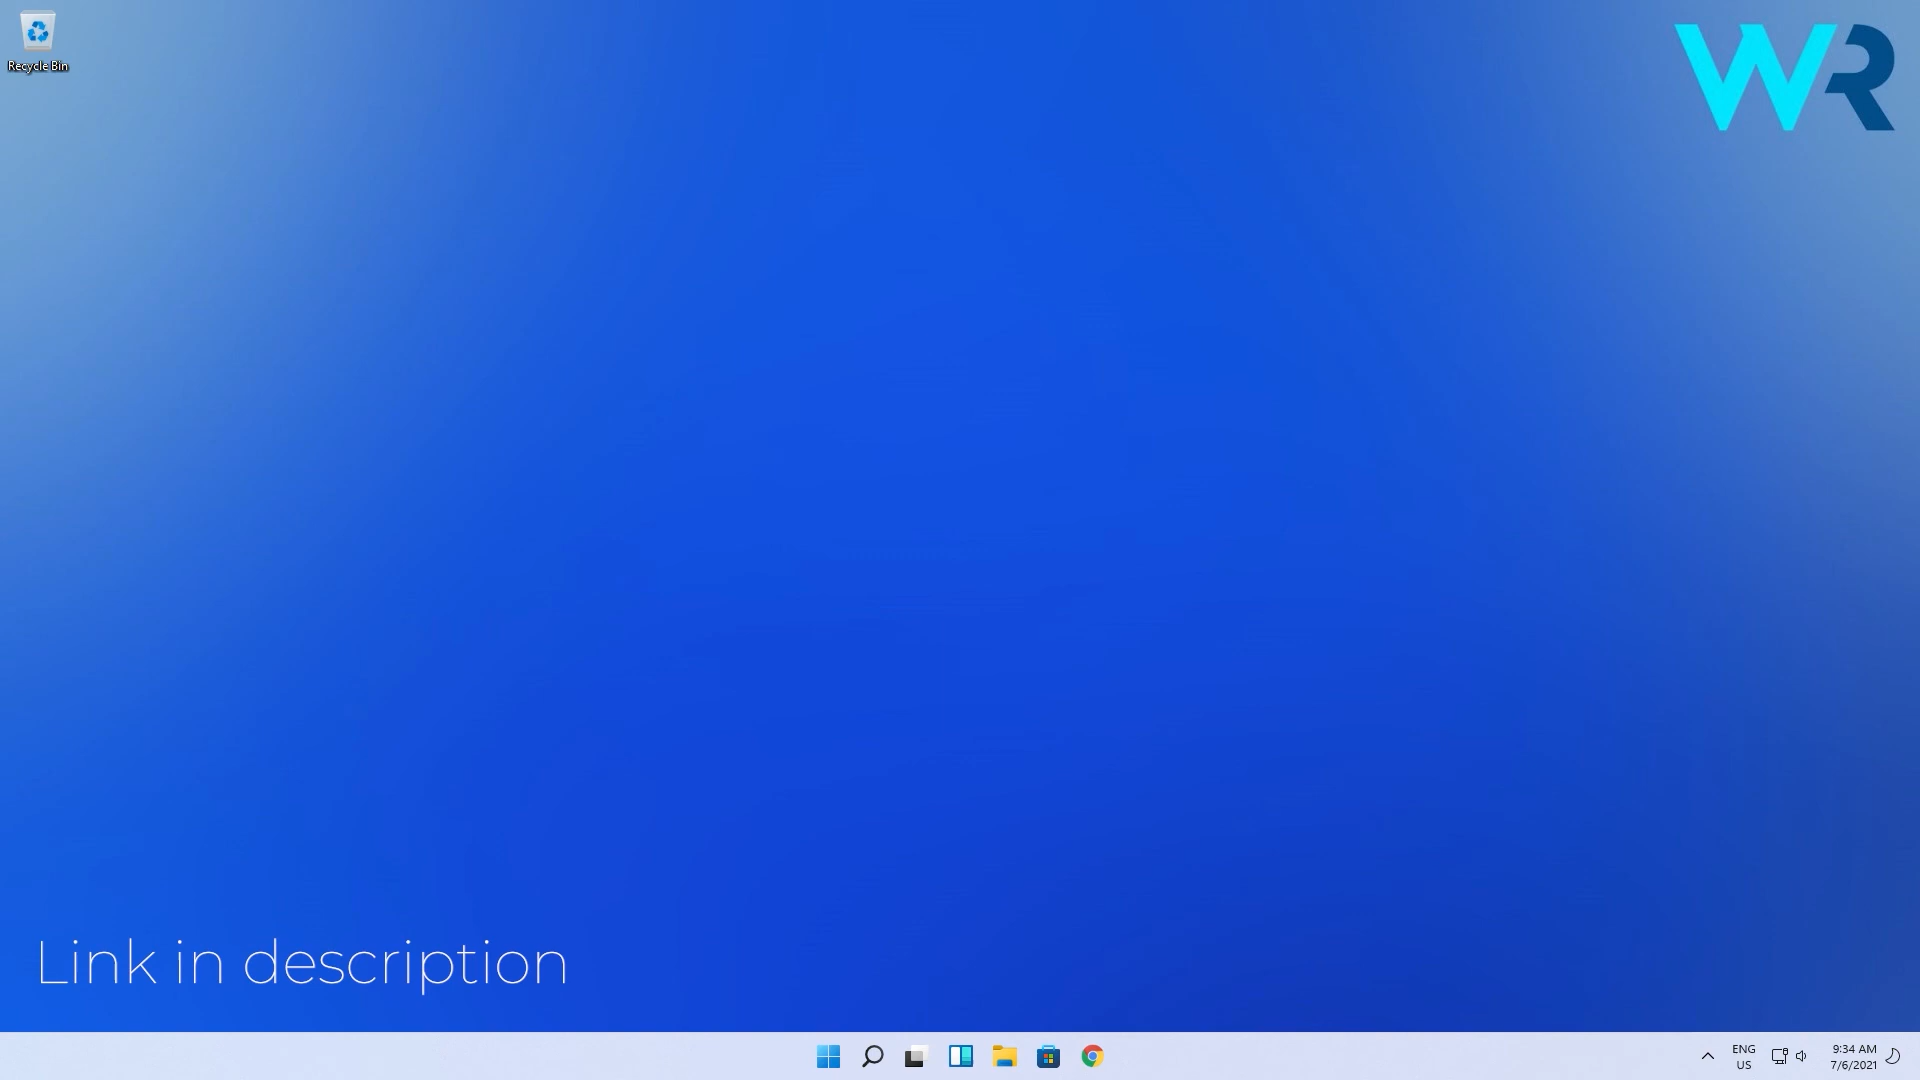 Recycle Bin
WR
Link in description
ENG
US
9:34 AM
7/6/2021